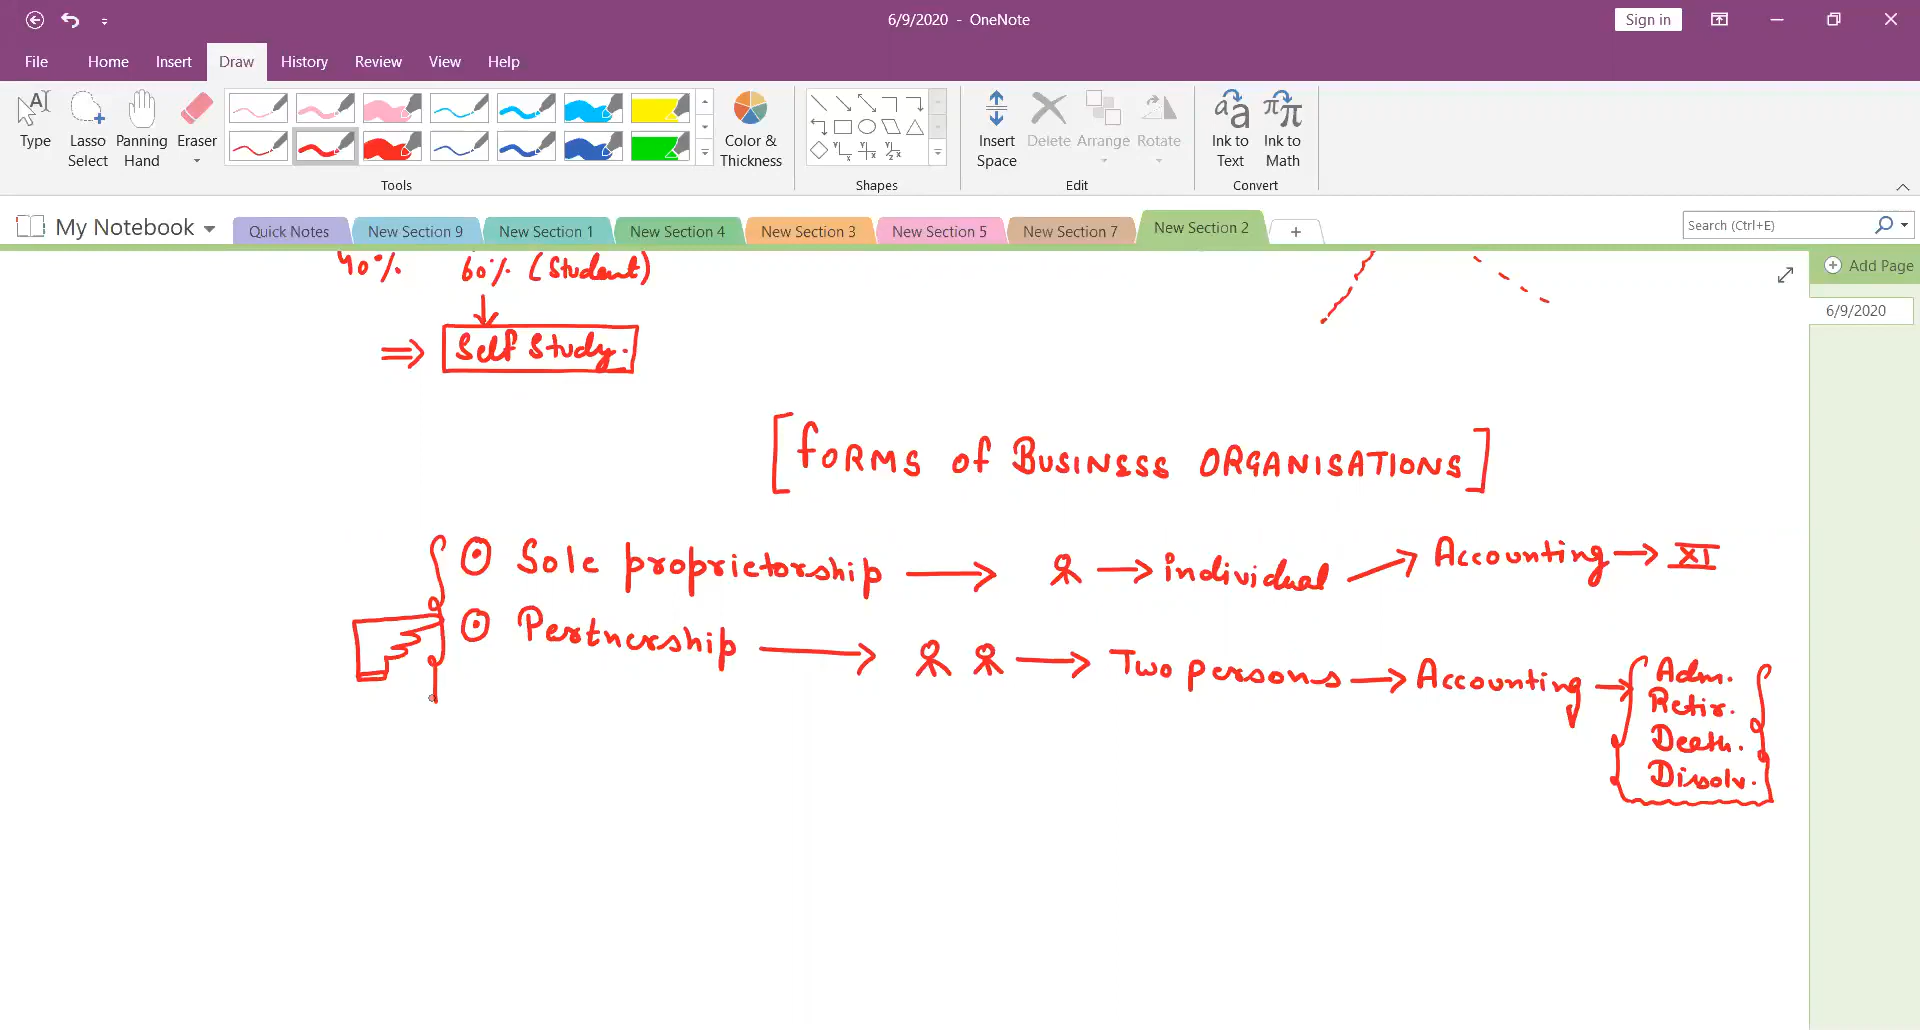 6/9/2020 - OneNote
Sign in
File Home Insert Draw History Review View Help
Type
Lasso Select
Panning Hand
Eraser
Color & Thickness
Insert Space
Delete
Arrange
Rotate
Ink to Text
Ink to Math
Tools Shapes Edit Convert
My Notebook
Quick Notes New Section 9 New Section 1 New Section 4 New Section 3 New Section 5 New Section 7 New Section 2 +
Search (Ctrl+E)
Add Page
6/9/2020
40% 60% (Student)
⇒ Self Study.
[FORMS OF BUSINESS ORGANISATIONS]
Sole proprietorship → → individual → Accounting → XI
Partnership → → Two persons → Accounting →
Adm.
Retir.
Death.
Dissolv.